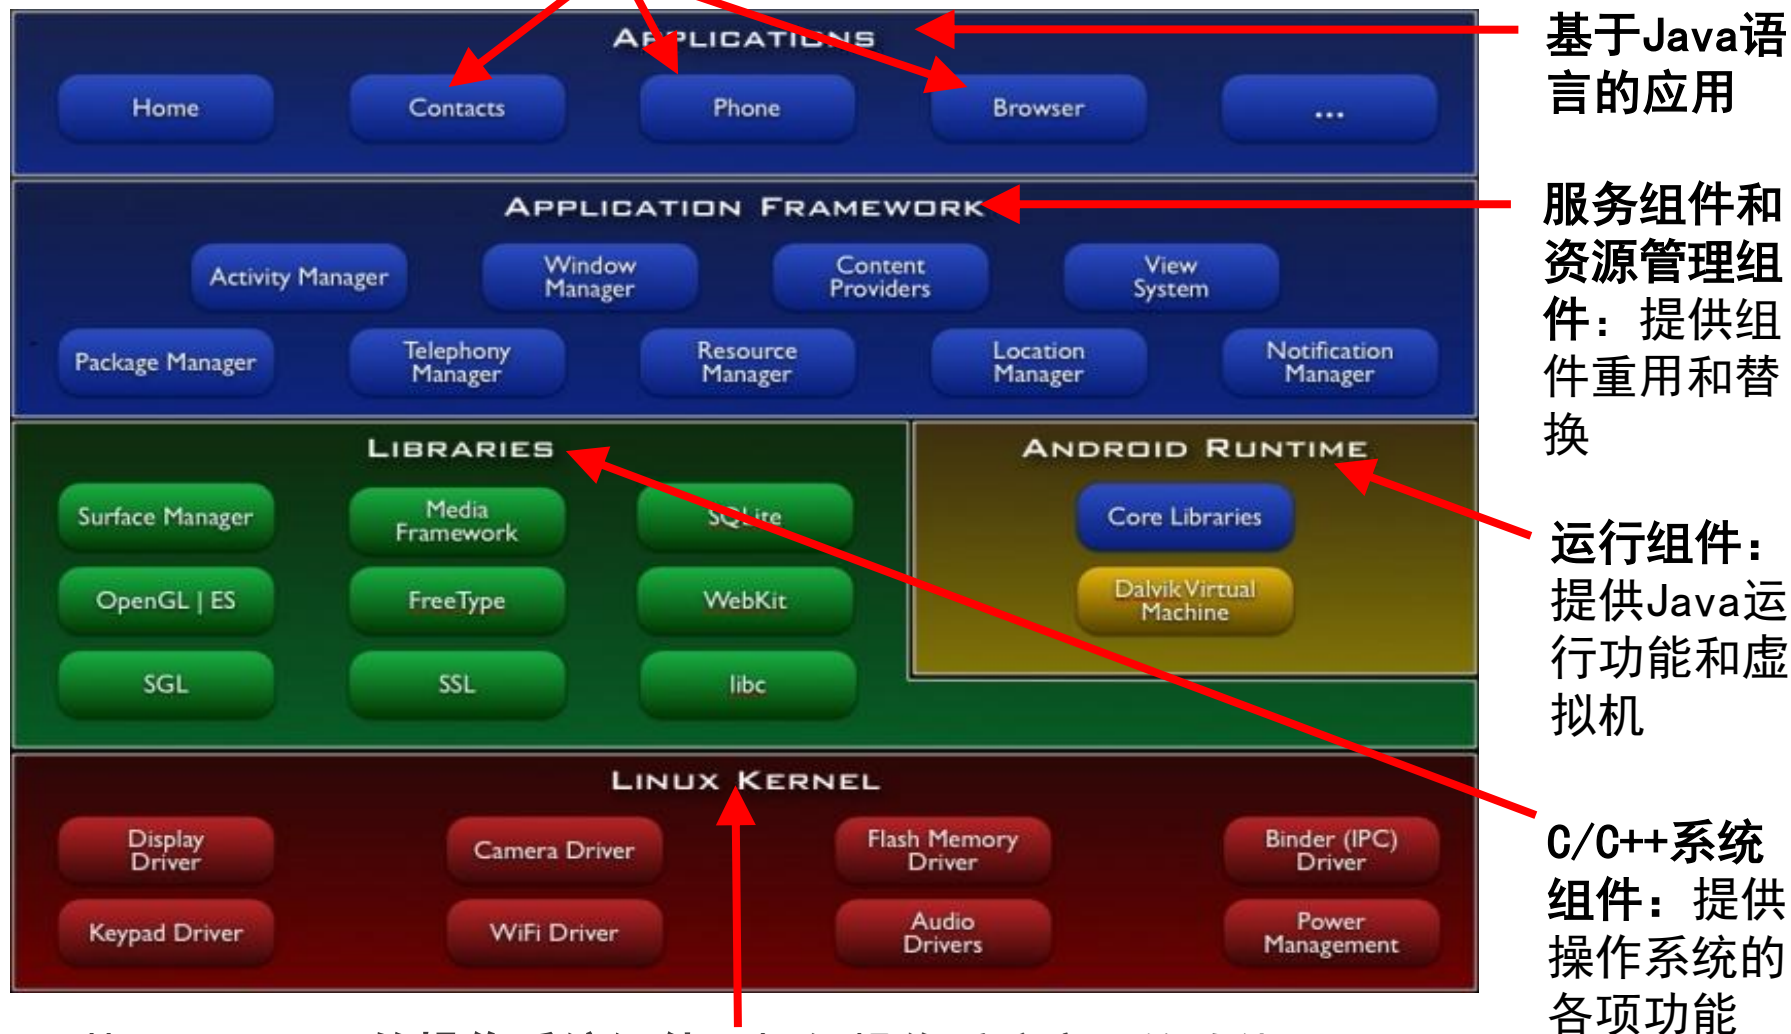 APPLICATIONS
Home
Contacts
Phone
Browser
...
基于Java语
言的应用
APPLICATION FRAMEWORK
Activity Manager
Window
Manager
Content
Providers
View
System
Package Manager
Telephony
Manager
Resource
Manager
Location
Manager
Notification
Manager
服务组件和
资源管理组
件：提供组
件重用和替
换
LIBRARIES
Surface Manager
Media
Framework
SQLite
OpenGL | ES
FreeType
WebKit
SGL
SSL
libc
ANDROID RUNTIME
Core Libraries
Dalvik Virtual
Machine
运行组件：
提供Java运
行功能和虚
拟机
LINUX KERNEL
Display
Driver
Camera Driver
Flash Memory
Driver
Binder (IPC)
Driver
Keypad Driver
WiFi Driver
Audio
Drivers
Power
Management
C/C++系统
组件：提供
操作系统的
各项功能